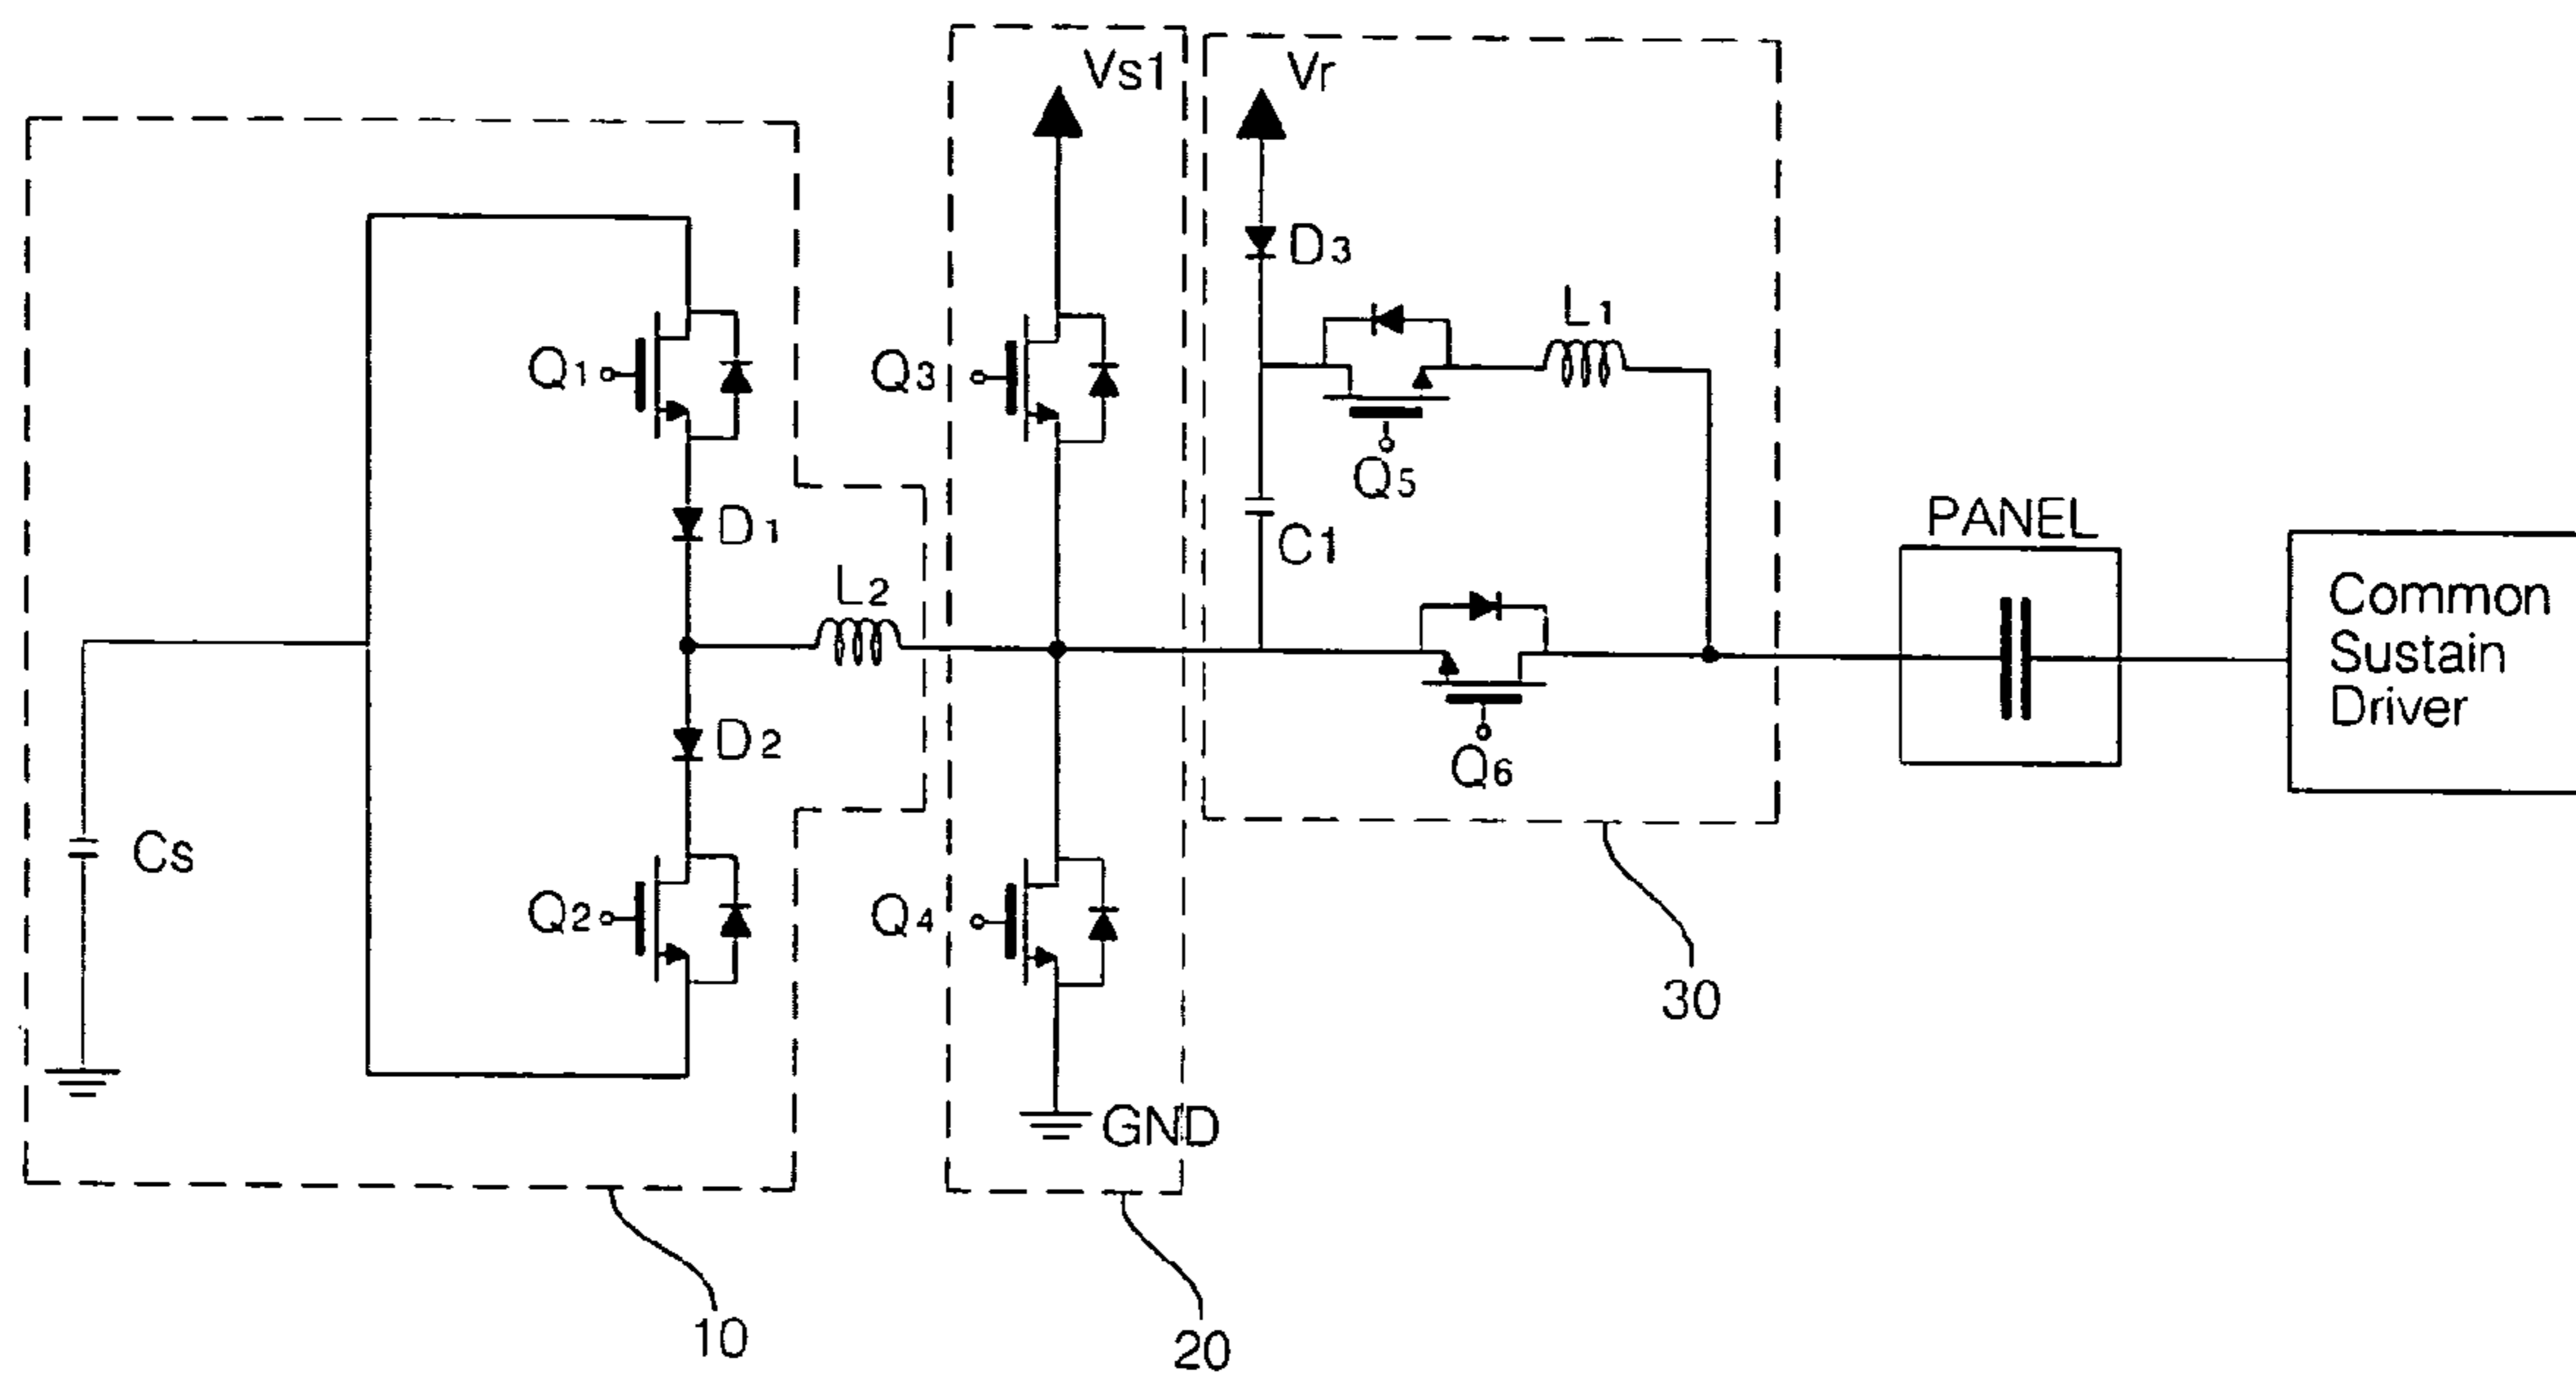 Vs1
Vr
D3
L1
Q1
Q3
Q5
D1
C1
PANEL
L2
Common
Sustain
Driver
D2
Q6
Cs
Q2
Q4
30
GND
10
20